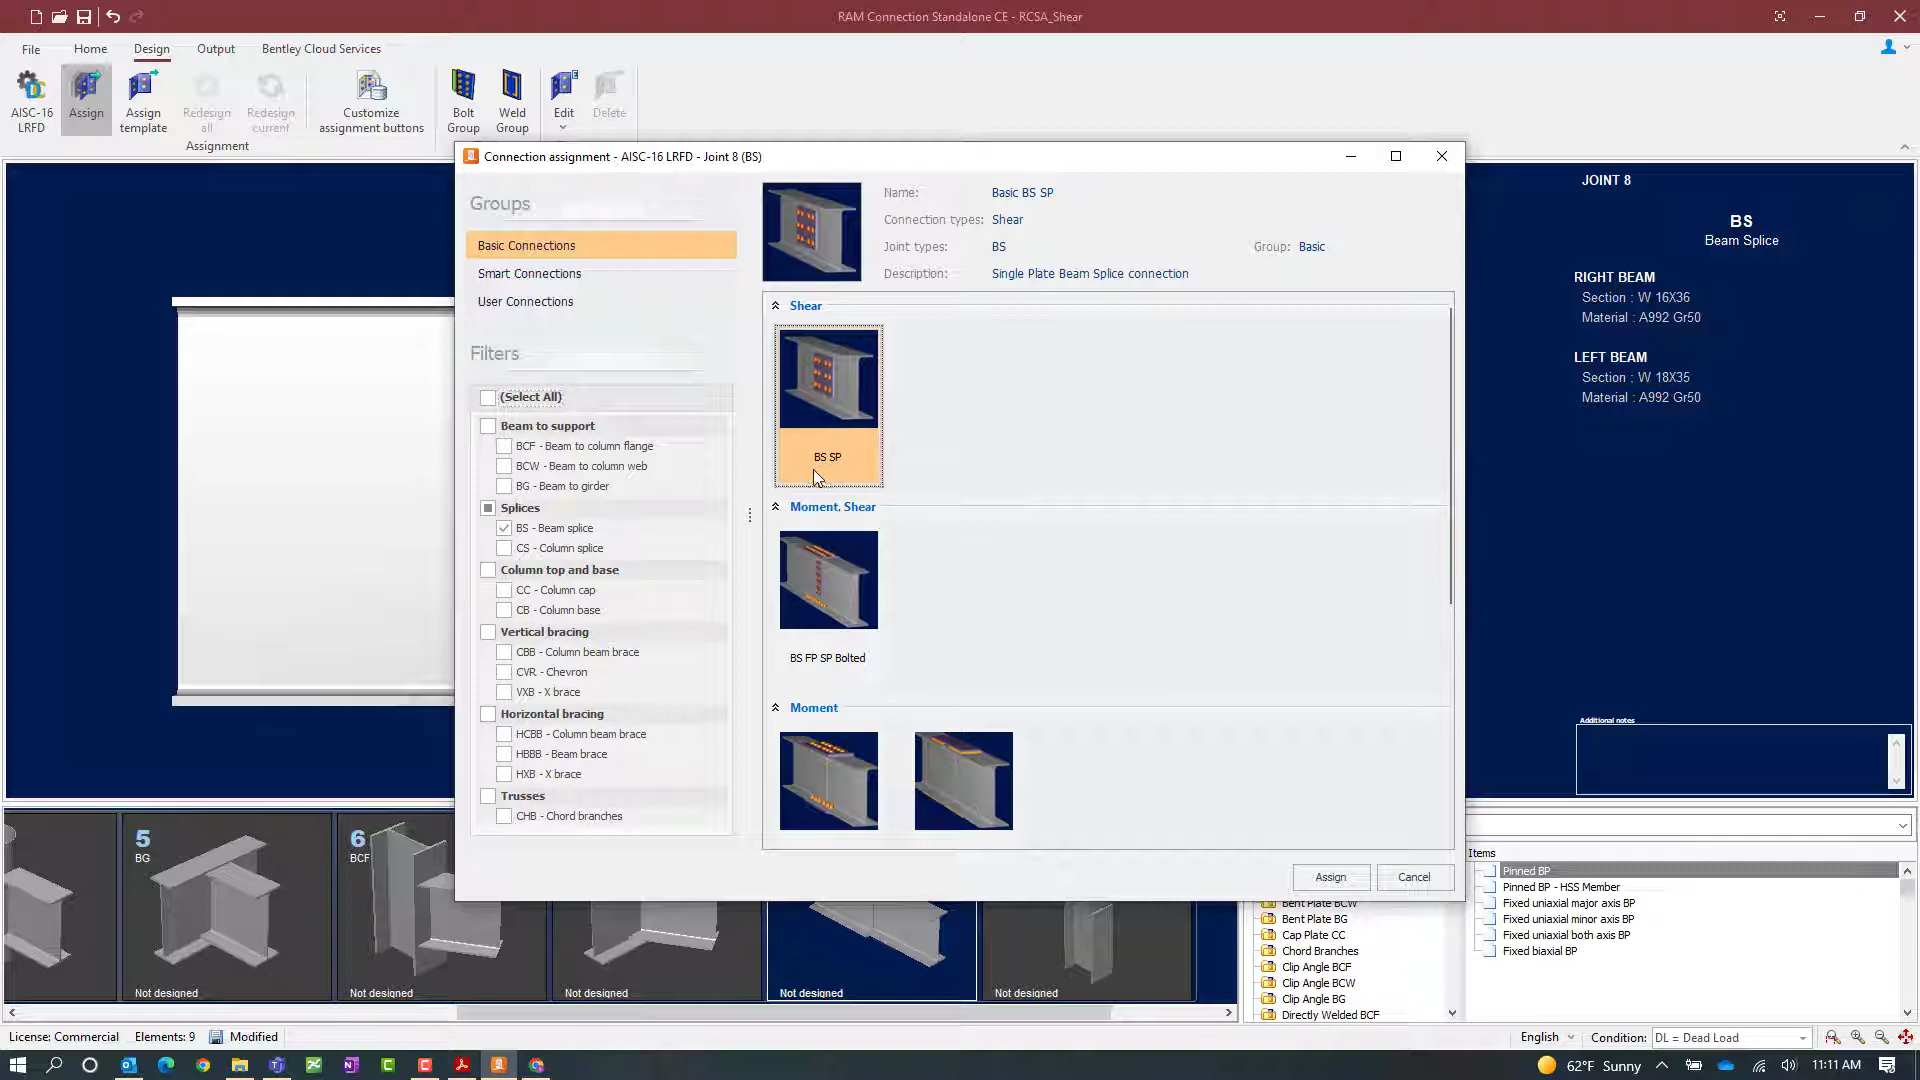 RAM Connection Standalone CE - RCSA_Shear
File
Home
Design
Output
Bentley Cloud Services
AISC-16
LRFD
Assign
Assign
template
Redesign
all
Redesign
current
Customize
assignment buttons
Bolt
Group
Weld
Group
Edit
Delete
Assignment
Connection assignment - AISC-16 LRFD - Joint 8 (BS)
Groups
Basic Connections
Smart Connections
User Connections
Filters
(Select All)
Beam to support
BCF - Beam to column flange
BCW - Beam to column web
BG - Beam to girder
Splices
BS - Beam splice
CS - Column splice
Column top and base
CC - Column cap
CB - Column base
Vertical bracing
CBB - Column beam brace
CVR - Chevron
VXB - X brace
Horizontal bracing
HCBB - Column beam brace
HBBB - Beam brace
HXB - X brace
Trusses
CHB - Chord branches
Name: Basic BS SP
Connection types: Shear
Joint types: BS
Group: Basic
Description: Single Plate Beam Splice connection
Shear
BS SP
Moment, Shear
BS FP SP Bolted
Moment
Assign
Cancel
JOINT 8
BS
Beam Splice
RIGHT BEAM
Section : W 16X36
Material : A992 Gr50
LEFT BEAM
Section : W 18X35
Material : A992 Gr50
Additional notes
5
BG
Not designed
6
BCF
Not designed
Not designed
Not designed
Not designed
Bent Plate BCW
Bent Plate BG
Cap Plate CC
Chord Branches
Clip Angle BCF
Clip Angle BCW
Clip Angle BG
Directly Welded BCF
Items
Pinned BP
Pinned BP - HSS Member
Fixed uniaxial major axis BP
Fixed uniaxial minor axis BP
Fixed uniaxial both axis BP
Fixed biaxial BP
License: Commercial
Elements: 9
Modified
English
Condition:
DL = Dead Load
62°F Sunny
11:11 AM